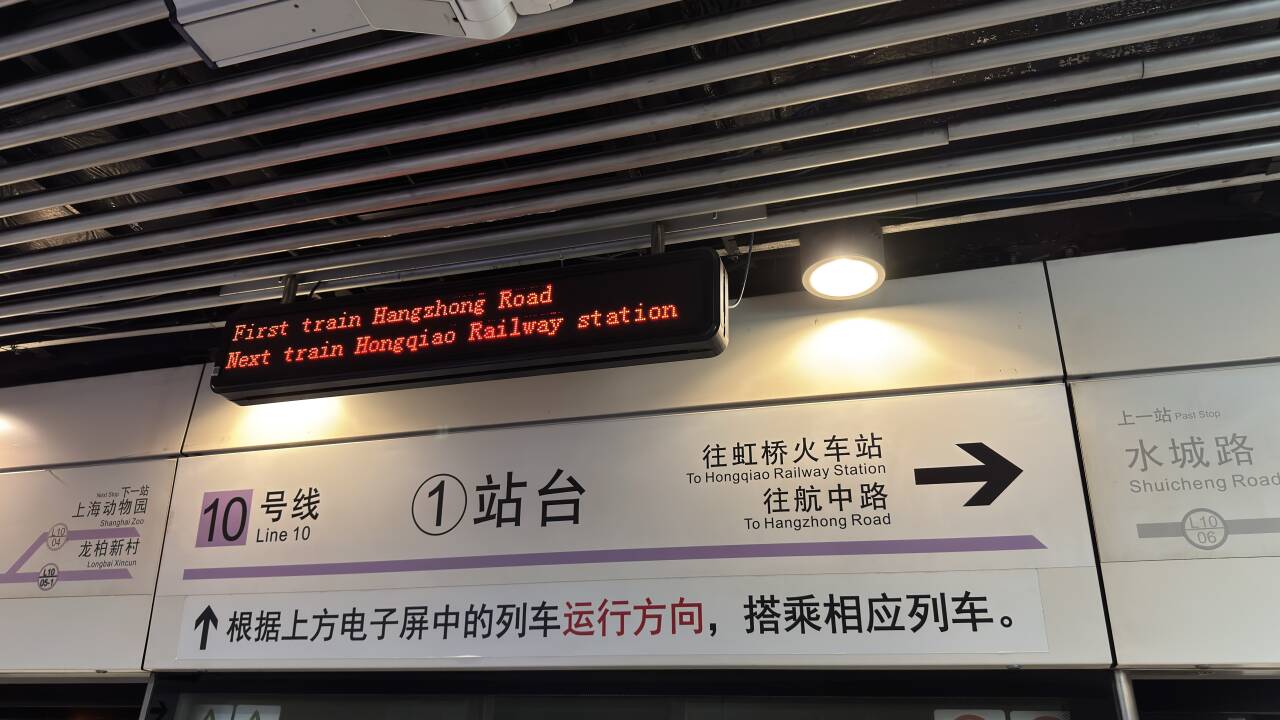 First train Hangzhong Road
Next train Hongqiao Railway station
Next Stop 下一站
上海动物园
Shanghai Zoo
L10
04
龙柏新村
Longbai Xincun
L10
05-1
10 号线
Line 10
1 站台
往虹桥火车站
To Hongqiao Railway Station
往航中路
To Hangzhong Road
上一站 Past Stop
水城路
Shuicheng Road
L10
06
根据上方电子屏中的列车运行方向，搭乘相应列车。